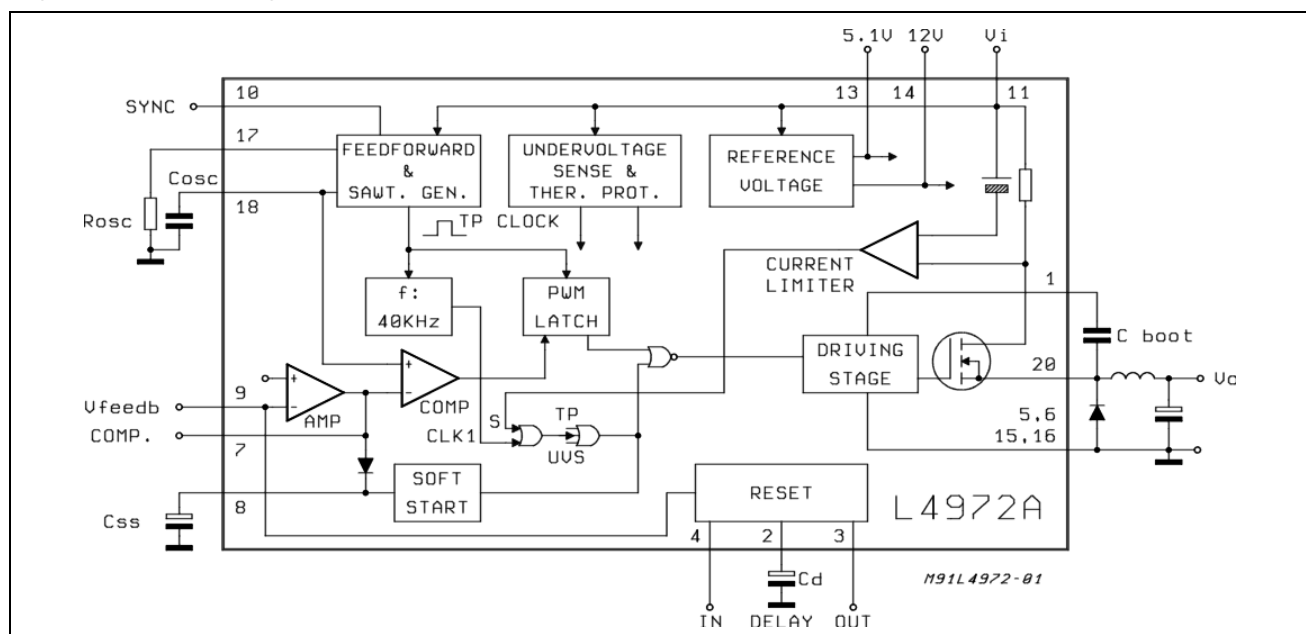 5.1V 12V Vi
SYNC 10 13 14 11
17
FEEDFORWARD
&
SAWT. GEN.
UNDERVOLTAGE
SENSE &
THER. PROT.
REFERENCE
VOLTAGE
Cosc
18
Rosc
TP CLOCK
CURRENT
LIMITER
f:
40KHz
PWM
LATCH
1
DRIVING
STAGE
C boot
20
Vo
+
-
AMP
+
-
COMP
9
Vfeedb
COMP.
7
S
CLK1
TP
UVS
5,6
15,16
SOFT
START
RESET
L4972A
Css
8
4 2 3
Cd
M91L4972-01
IN DELAY OUT